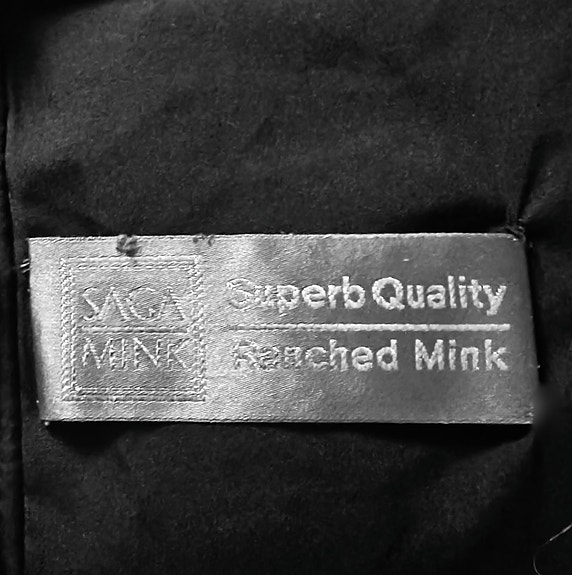 SAGA
MINK
Superb Quality
Ranched Mink